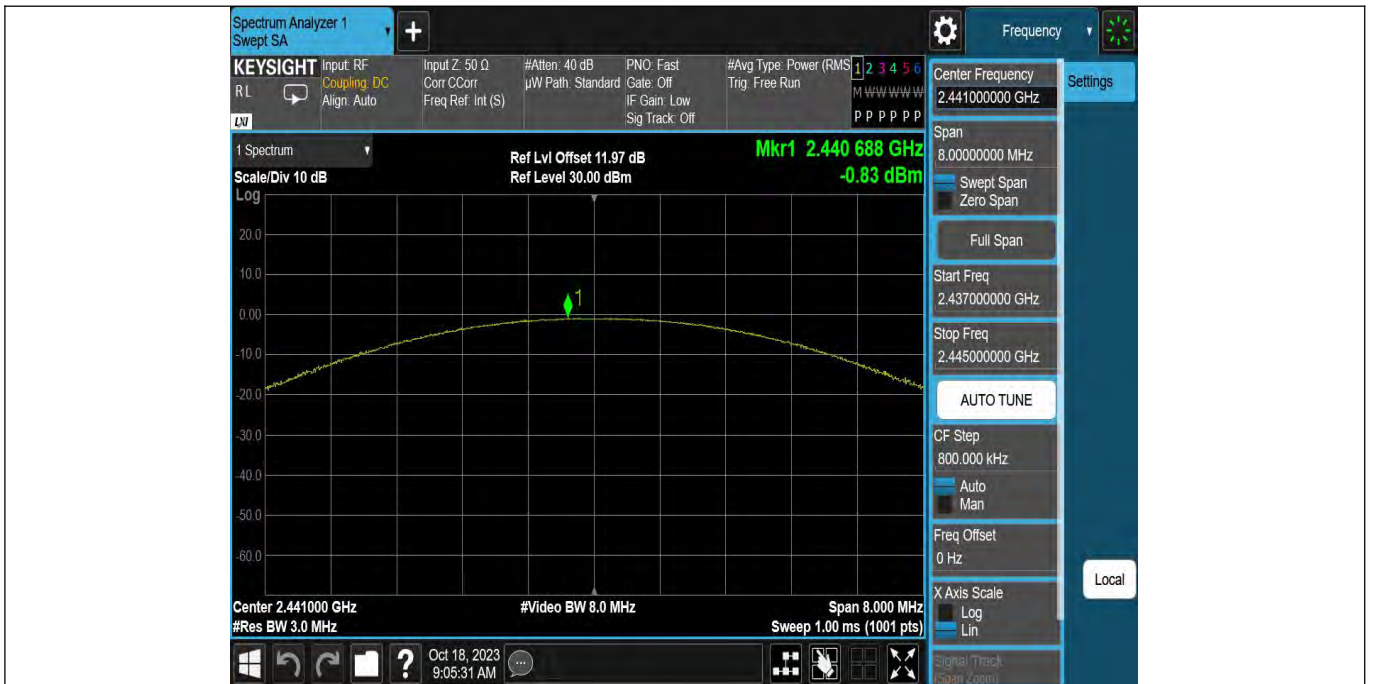 Spectrum Analyzer 1
Swept SA
+
Frequency
KEYSIGHT
RL
LXI
Input: RF
Coupling: DC
Align: Auto
Input Z: 50 Ω
Corr CCorr
Freq Ref: Int (S)
#Atten: 40 dB
µW Path: Standard
PNO: Fast
Gate: Off
IF Gain: Low
Sig Track: Off
#Avg Type: Power (RMS
Trig: Free Run
1 2 3 4 5 6
M W W W W W
P P P P P P
1 Spectrum
Scale/Div 10 dB
Log
Ref Lvl Offset 11.97 dB
Ref Level 30.00 dBm
Mkr1 2.440 688 GHz
-0.83 dBm
20.0
10.0
0.00
-10.0
-20.0
-30.0
-40.0
-50.0
-60.0
1
Center 2.441000 GHz
#Res BW 3.0 MHz
#Video BW 8.0 MHz
Span 8.000 MHz
Sweep 1.00 ms (1001 pts)
?
Oct 18, 2023
9:05:31 AM
Center Frequency
2.441000000 GHz
Settings
Span
8.00000000 MHz
Swept Span
Zero Span
Full Span
Start Freq
2.437000000 GHz
Stop Freq
2.445000000 GHz
AUTO TUNE
CF Step
800.000 kHz
Auto
Man
Freq Offset
0 Hz
X Axis Scale
Log
Lin
Signal Track
(Span Zoom)
Local